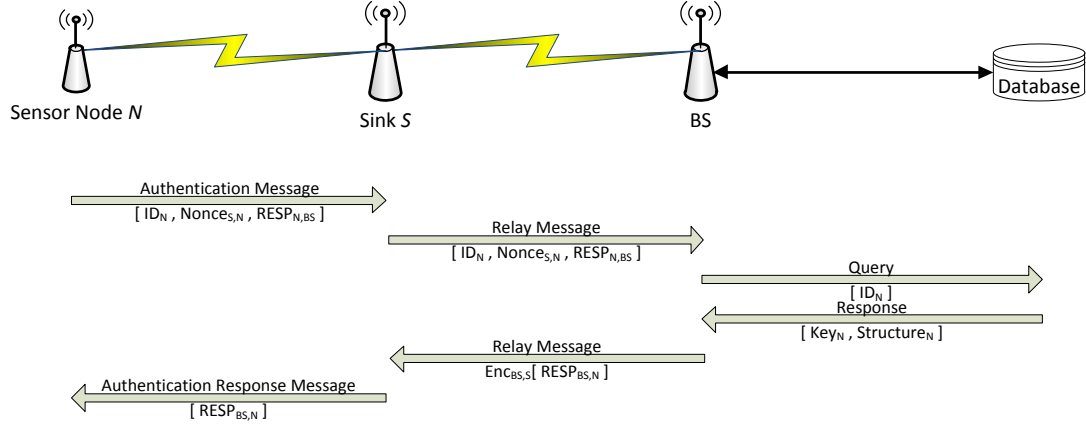 Sensor Node N
Sink S
BS
Database
Authentication Message
[ ID_N , Nonce_S,N , RESP_N,BS ]
Relay Message
[ ID_N , Nonce_S,N , RESP_N,BS ]
Query
[ ID_N ]
Response
[ Key_N , Structure_N ]
Relay Message
Enc_BS,S[ RESP_BS,N ]
Authentication Response Message
[ RESP_BS,N ]